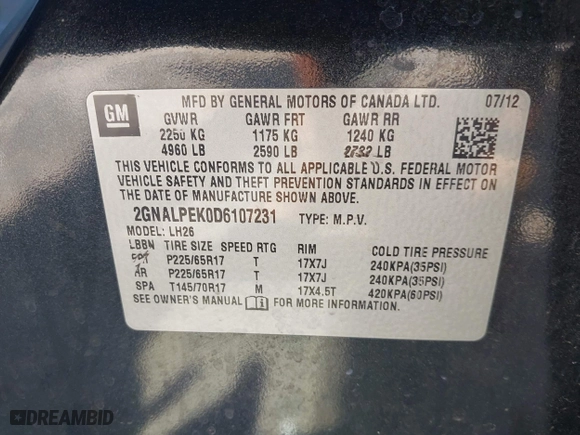 MFD BY GENERAL MOTORS OF CANADA LTD. 07/12
GM
GVWR GAWR FRT GAWR RR
2250 KG 1175 KG 1240 KG
4960 LB 2590 LB LB
THIS VEHICLE CONFORMS TO ALL APPLICABLE U.S. FEDERAL MOTOR
VEHICLE SAFETY AND THEFT PREVENTION STANDARDS IN EFFECT ON
THE DATE OF MANUFACTURE SHOWN ABOVE.
2GNALPEK0D6107231 TYPE: M.P.V.
MODEL: LH26
LBBN TIRE SIZE SPEED RTG RIM COLD TIRE PRESSURE
P225/65R17 T 17X7J 240KPA(35PSI)
P225/65R17 T 17X7J 240KPA(35PSI)
SPA T145/70R17 M 17X4.5T 420KPA(60PSI)
SEE OWNER'S MANUAL i FOR MORE INFORMATION.
DREAMBID